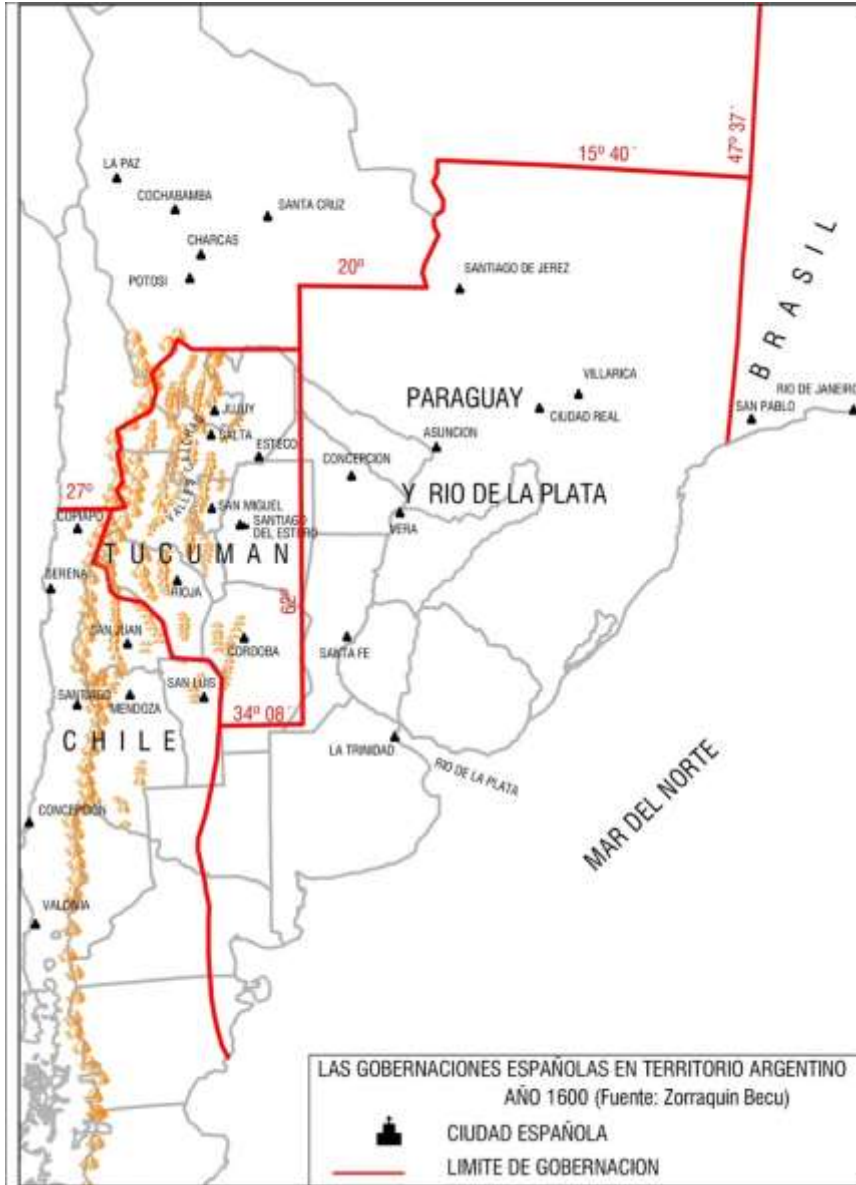 15º 40´
47º 37´
LA PAZ
COCHABAMBA
SANTA CRUZ
CHARCAS
POTOSI
20º
SANTIAGO DE JEREZ
BRASIL
VILLARICA
RIO DE JANEIRO
PARAGUAY
CIUDAD REAL
SAN PABLO
JUJUY
SALTA
ESTECO
VALLES CALCHAQ
CONCEPCION
ASUNCION
27º
COPIAPO
SAN MIGUEL
SANTIAGO
DEL ESTERO
Y RIO DE LA PLATA
VERA
TUCUMAN
SERENA
RIOJA
62º
SAN JUAN
CORDOBA
SANTA FE
SANTIAGO
MENDOZA
SAN LUIS
34º 08´
CHILE
LA TRINIDAD
RIO DE LA PLATA
MAR DEL NORTE
CONCEPCION
VALDIVIA
LAS GOBERNACIONES ESPAÑOLAS EN TERRITORIO ARGENTINO
AÑO 1600 (Fuente: Zorraquin Becu)
CIUDAD ESPAÑOLA
LIMITE DE GOBERNACION